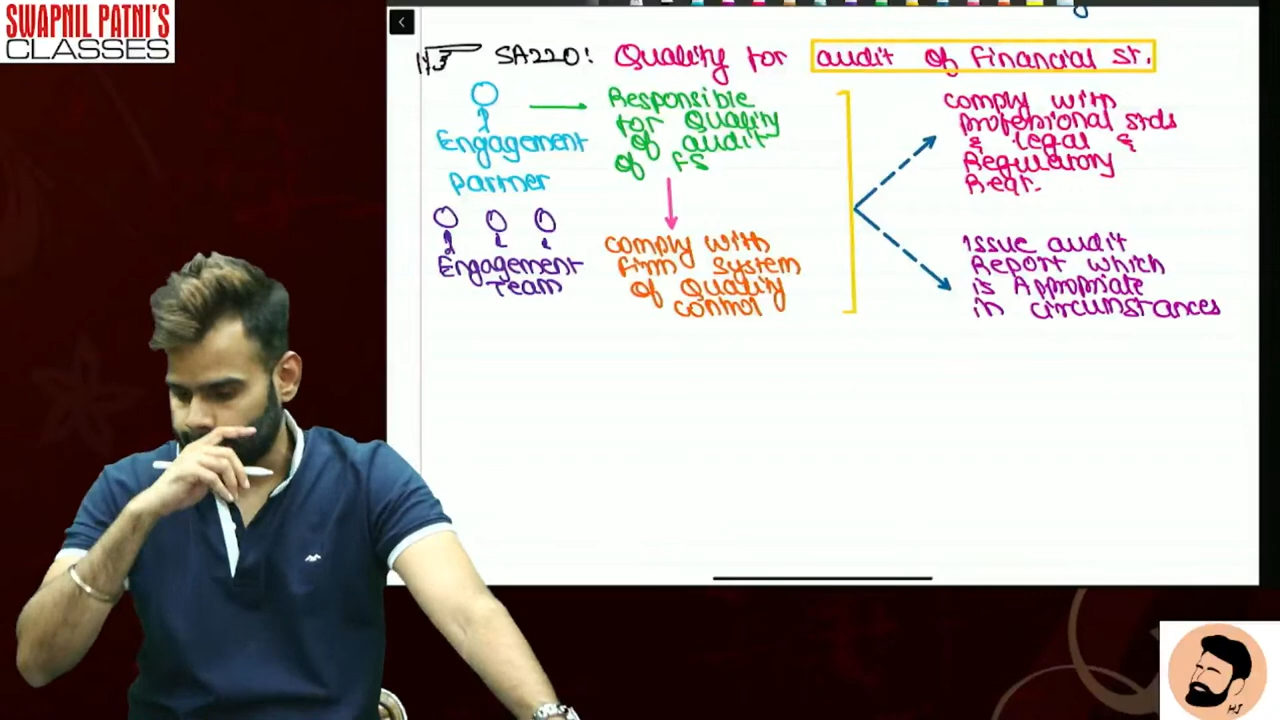 SWAPNIL PATNI'S
CLASSES
SA220: Quality for audit of Financial St.
Engagement
Partner
Responsible
for Quality
of audit
of FS
Comply with
Professional Stds
& Legal &
Regulatory
Reqr.
Engagement
Team
Comply with
firm system
of Quality
control
Issue audit
Report which
is Appropriate
in circumstances
HJ